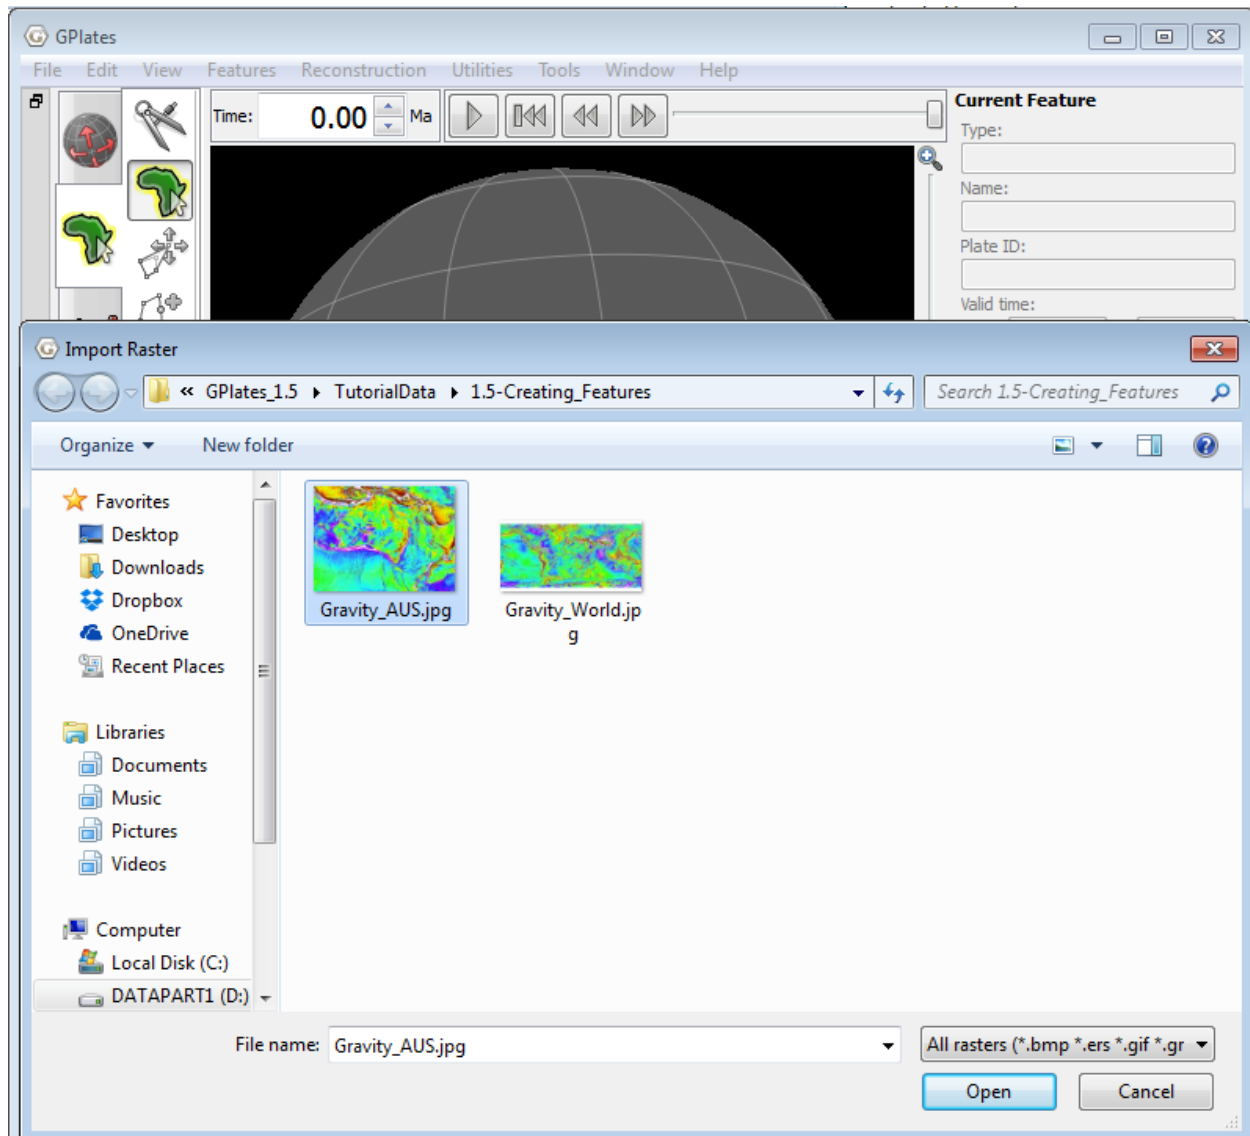 GPlates
File Edit View Features Reconstruction Utilities Tools Window Help
Time: 0.00 Ma
Current Feature
Type:
Name:
Plate ID:
Valid time:
Import Raster
« GPlates_1.5 TutorialData 1.5-Creating_Features
Search 1.5-Creating_Features
Organize New folder
Favorites
Desktop
Downloads
Dropbox
OneDrive
Recent Places
Libraries
Documents
Music
Pictures
Videos
Computer
Local Disk (C:)
DATAPART1 (D:)
Gravity_AUS.jpg
Gravity_World.jp
g
File name: Gravity_AUS.jpg
All rasters (*.bmp *.ers *.gif *.gr
Open Cancel